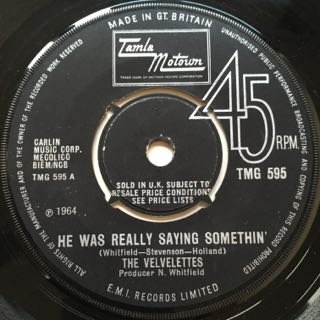 MADE IN GT. BRITAIN
Tamla
Motown
TRADE MARK OF MOTOWN RECORD CORPORATION
45
R.P.M.
TMG 595
CARLIN
MUSIC CORP.
MECOLICO
BIEM/NCB
TMG 595 A
SOLD IN U.K. SUBJECT TO
RESALE PRICE CONDITIONS,
SEE PRICE LISTS
℗ 1964
HE WAS REALLY SAYING SOMETHIN'
(Whitfield-Stevenson-Holland)
THE VELVELETTES
Producer N. Whitfield
E.M.I. RECORDS LIMITED
ALL RIGHTS OF THE MANUFACTURER AND OF THE OWNER OF THE RECORDED WORK RESERVED
UNAUTHORISED PUBLIC PERFORMANCE BROADCASTING AND COPYING OF THIS RECORD PROHIBITED